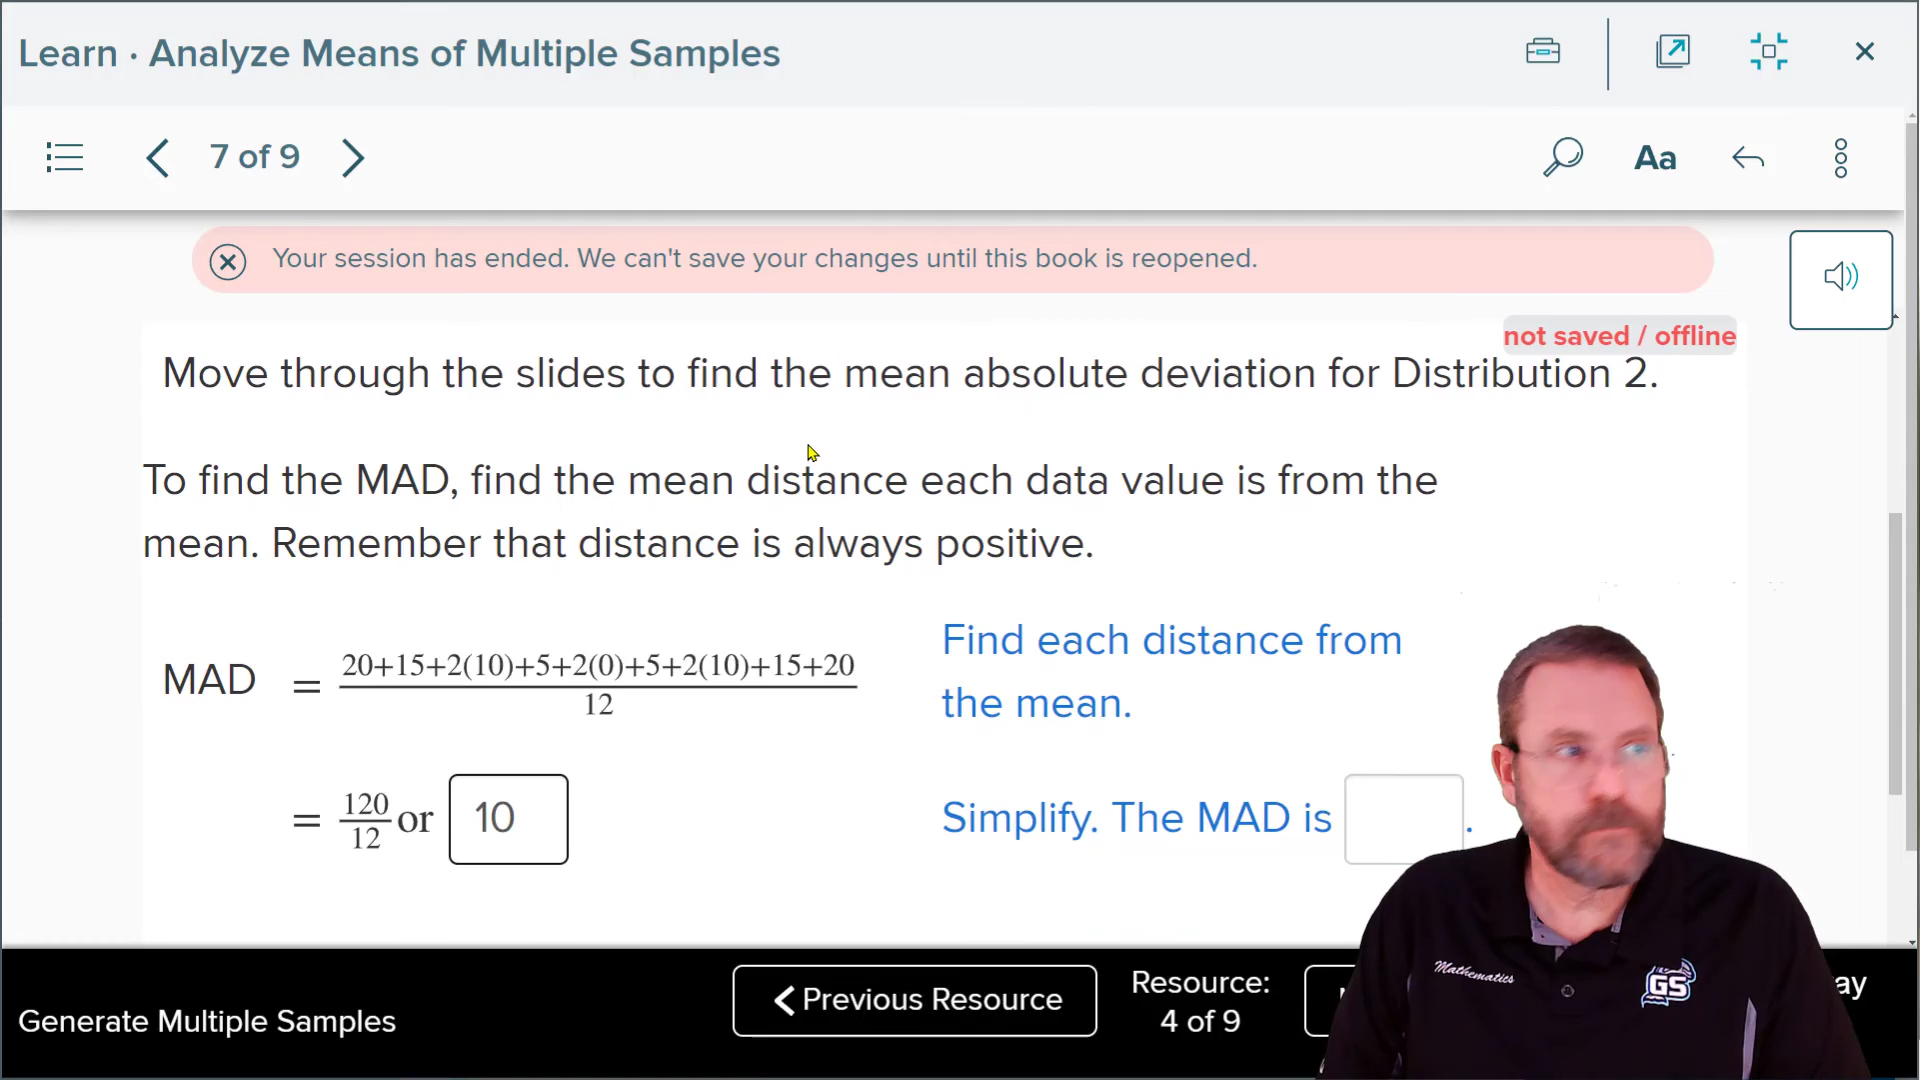 Learn · Analyze Means of Multiple Samples
7 of 9
Aa
Your session has ended. We can't save your changes until this book is reopened.
not saved / offline
Move through the slides to find the mean absolute deviation for Distribution 2.
To find the MAD, find the mean distance each data value is from the
mean. Remember that distance is always positive.
MAD = 20+15+2(10)+5+2(0)+5+2(10)+15+20 / 12
Find each distance from
the mean.
= 120/12 or 10
Simplify. The MAD is .
Mathematics
GS
Generate Multiple Samples
Previous Resource
Resource:
4 of 9